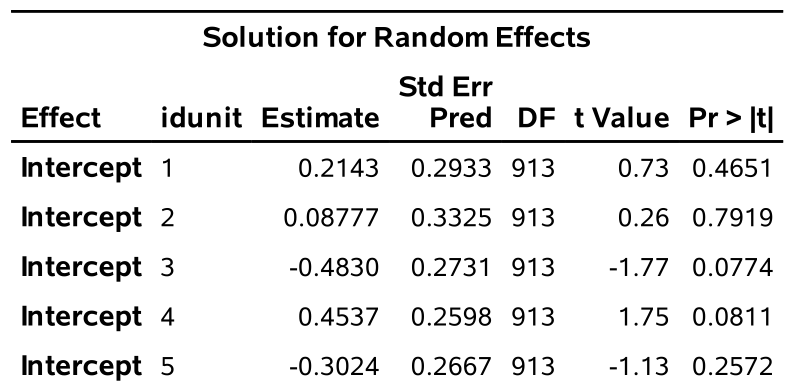 Solution for Random Effects
Effect idunit Estimate Std Err Pred DF t Value Pr > |t|
Intercept 1 0.2143 0.2933 913 0.73 0.4651
Intercept 2 0.08777 0.3325 913 0.26 0.7919
Intercept 3 -0.4830 0.2731 913 -1.77 0.0774
Intercept 4 0.4537 0.2598 913 1.75 0.0811
Intercept 5 -0.3024 0.2667 913 -1.13 0.2572